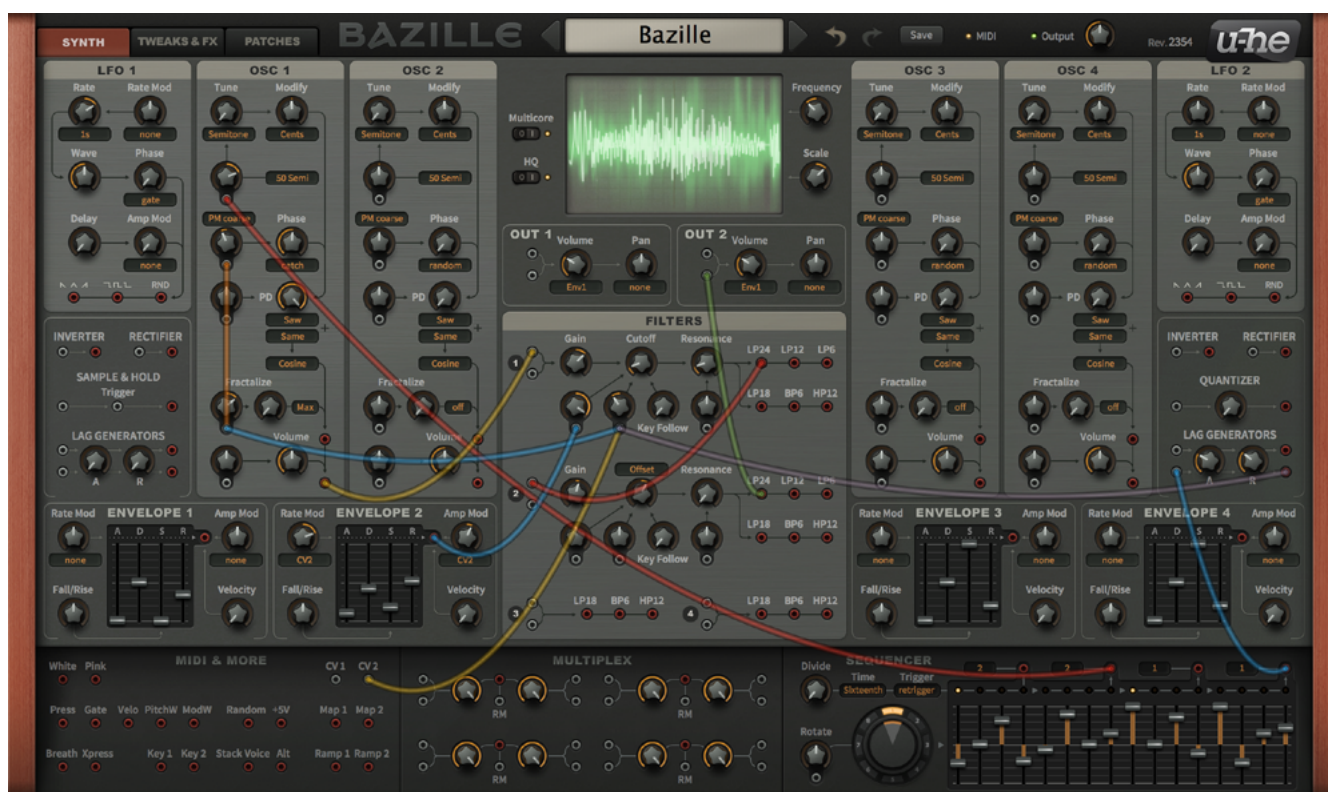 SYNTH TWEAKS & FX PATCHES BAZILLE Bazille Save MIDI Output Rev.2354 u-he
LFO 1 OSC 1 OSC 2 OSC 3 OSC 4 LFO 2
Rate Rate Mod Tune Modify Tune Modify Frequency Tune Modify Tune Modify Rate Rate Mod
Multicore
1s none Semitone Cents Semitone Cents Semitone Cents Semitone Cents 1s none
Wave Phase HQ Scale Wave Phase
50 Semi 50 Semi 50 Semi 50 Semi
gate gate
Delay Amp Mod PM coarse Phase PM coarse Phase PM coarse Phase PM coarse Phase Delay Amp Mod
OUT 1 Volume Pan OUT 2 Volume Pan
none random random random none
RND Env1 none Env1 none RND
PD PD PD PD
Saw Saw Saw Saw
FILTERS
INVERTER RECTIFIER Same Same Gain Cutoff Resonance Same Same INVERTER RECTIFIER
1 LP24 LP12 LP6
Cosine Cosine Cosine Cosine
SAMPLE & HOLD QUANTIZER
Trigger Fractalize Fractalize LP18 BP6 HP12 Fractalize Fractalize
Max off off off
LAG GENERATORS Volume Volume Key Follow Volume Volume LAG GENERATORS
Gain Offset Resonance
A R A R
2 LP24 LP12 LP6
Rate Mod ENVELOPE 1 Amp Mod Rate Mod ENVELOPE 2 Amp Mod Rate Mod ENVELOPE 3 Amp Mod Rate Mod ENVELOPE 4 Amp Mod
A D S R A D S R LP18 BP6 HP12 A D S R A D S R
none none CV2 CV2 Key Follow none none none none
Fall/Rise Velocity Fall/Rise Velocity Fall/Rise Velocity Fall/Rise Velocity
3 LP18 BP6 HP12 4 LP18 BP6 HP12
MIDI & MORE MULTIPLEX SEQUENCER
White Pink CV 1 CV 2 Divide Time Trigger 2 2 1 1
Sixteenth retrigger
Press Gate Velo PitchW ModW Random +5V Map 1 Map 2 RM RM
Rotate
Breath Xpress Key 1 Key 2 Stack Voice Alt Ramp 1 Ramp 2
RM RM